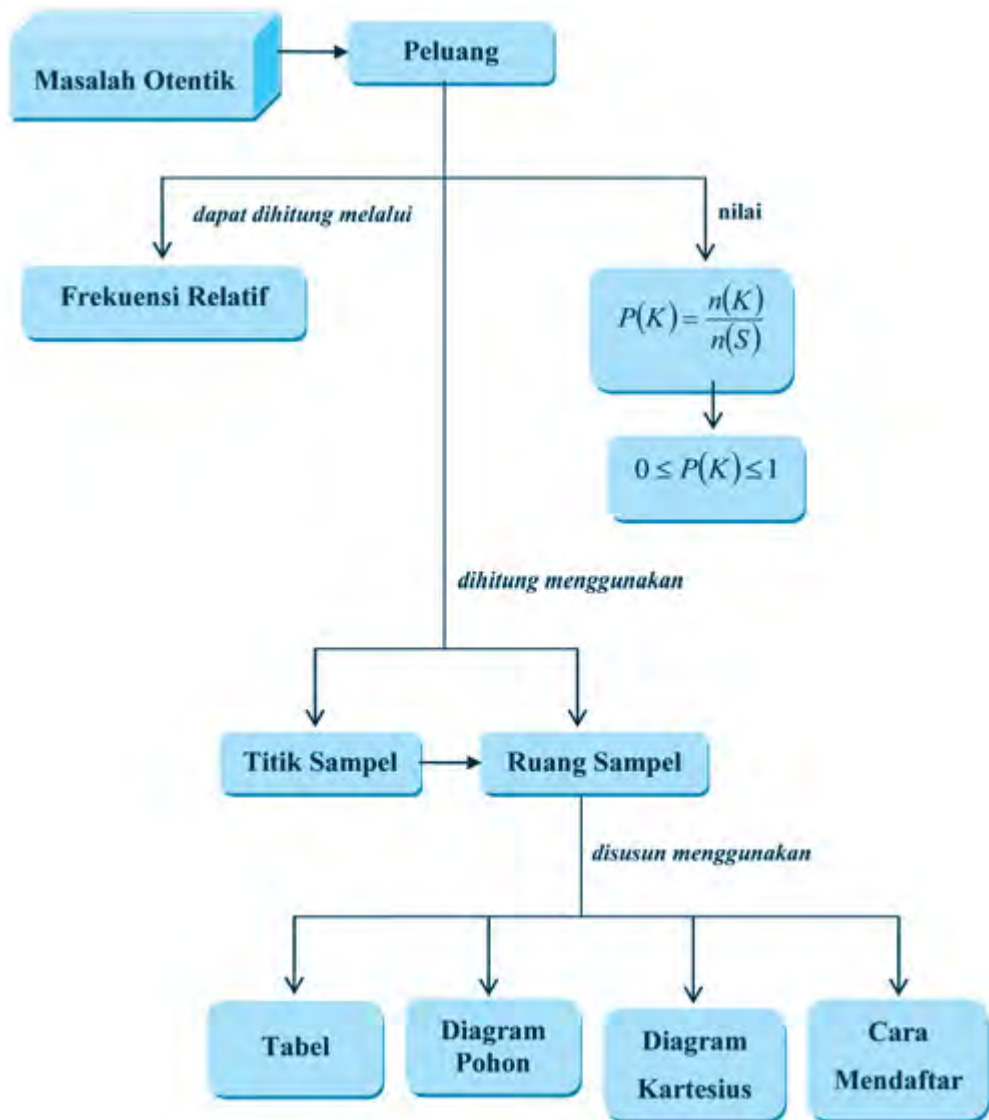 Masalah Otentik
Peluang
dapat dihitung melalui
nilai
Frekuensi Relatif
P(K) = n(K)/n(S)
0 ≤ P(K) ≤ 1
dihitung menggunakan
Titik Sampel
Ruang Sampel
disusun menggunakan
Tabel
Diagram
Pohon
Diagram
Kartesius
Cara
Mendaftar